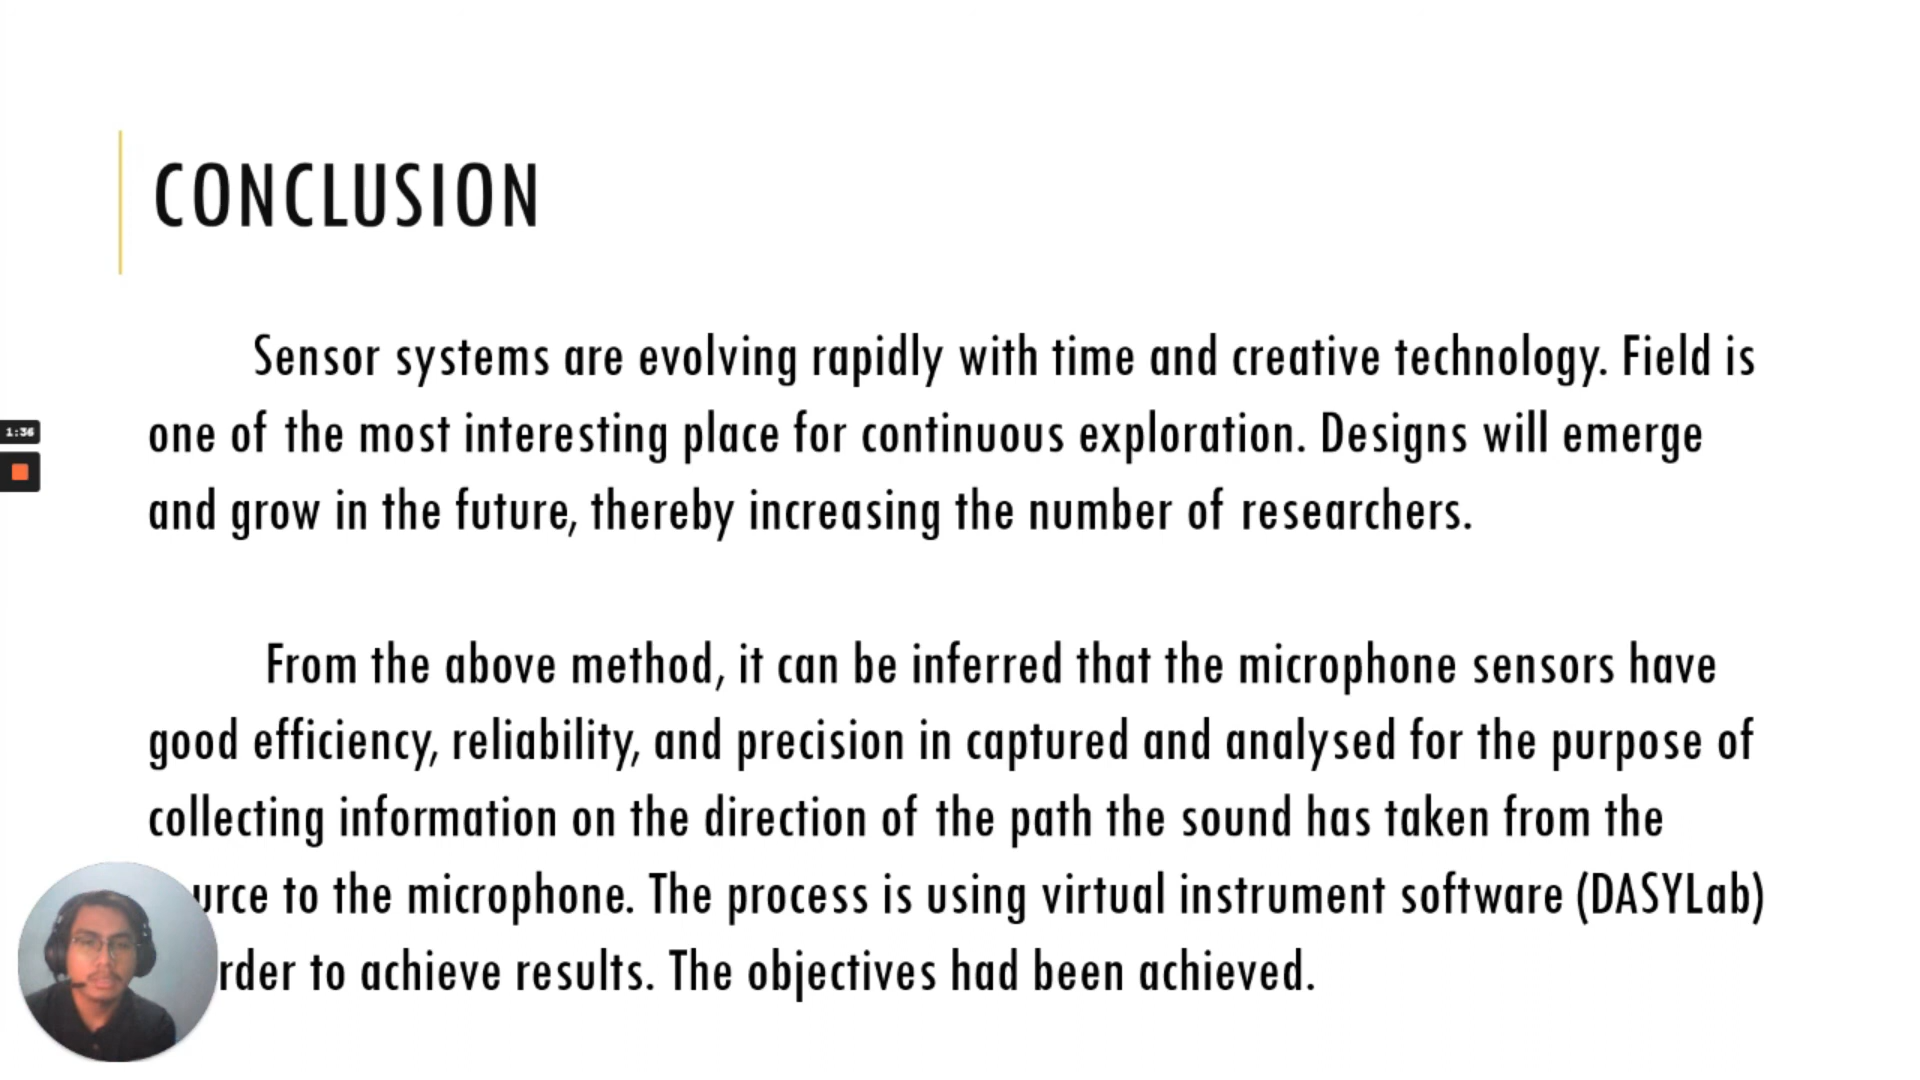 CONCLUSION
Sensor systems are evolving rapidly with time and creative technology. Field is
one of the most interesting place for continuous exploration. Designs will emerge
and grow in the future, thereby increasing the number of researchers.
1:36
From the above method, it can be inferred that the microphone sensors have
good efficiency, reliability, and precision in captured and analysed for the purpose of
collecting information on the direction of the path the sound has taken from the
to the microphone. The process is using virtual instrument software (DASYLab)
to achieve results. The objectives had been achieved.